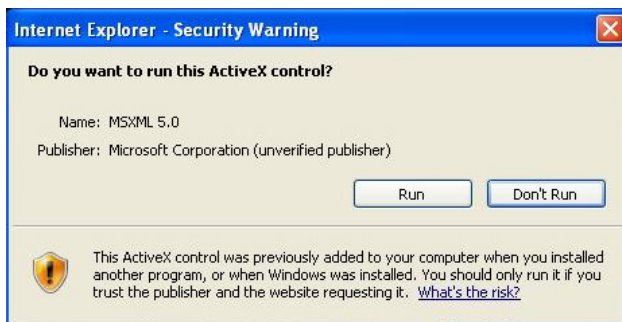 Internet Explorer - Security Warning
Do you want to run this ActiveX control?
Name: MSXML 5.0
Publisher: Microsoft Corporation (unverified publisher)
Run
Don't Run
This ActiveX control was previously added to your computer when you installed
another program, or when Windows was installed. You should only run it if you
trust the publisher and the website requesting it. What's the risk?